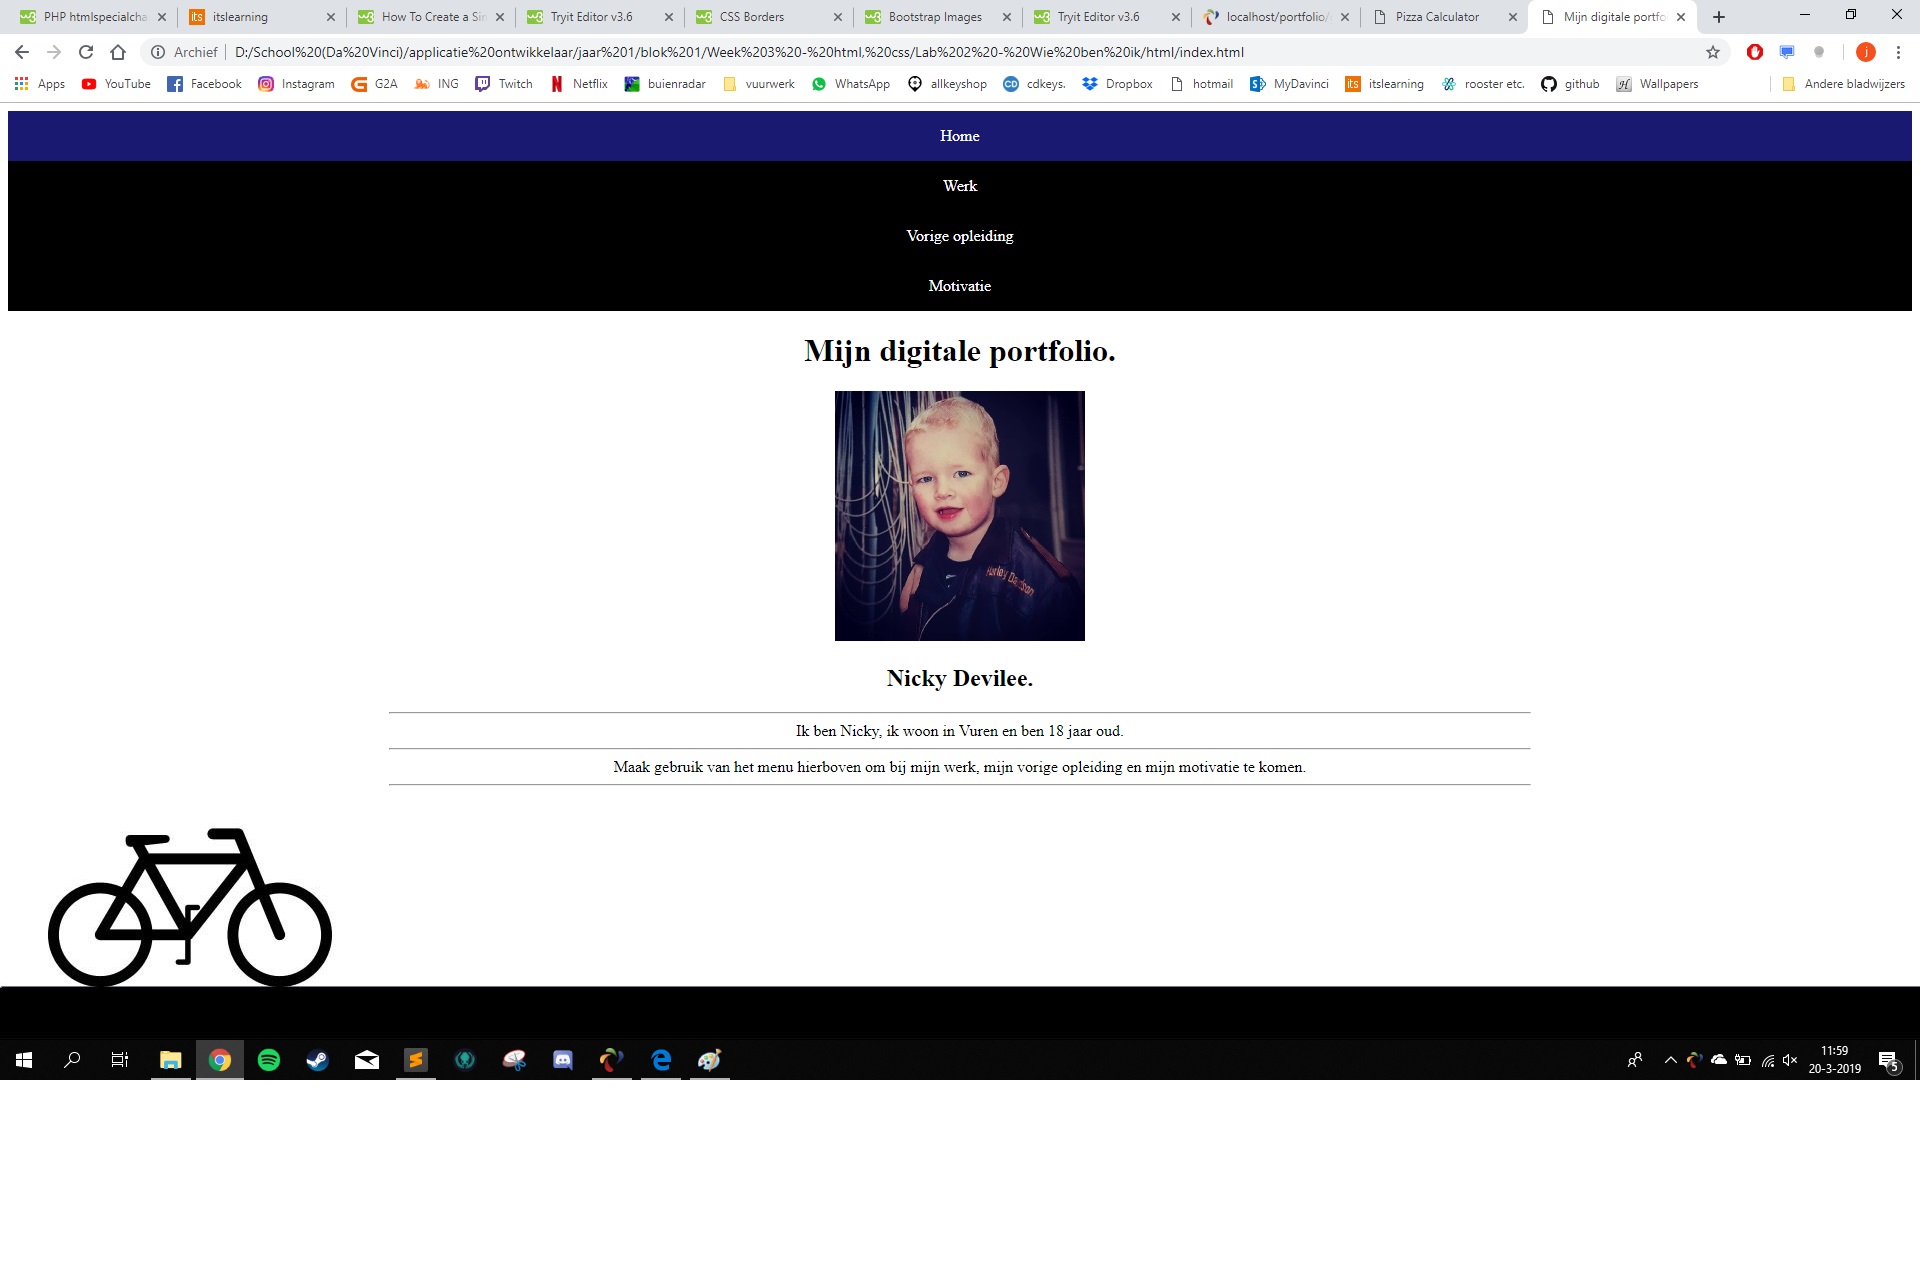 PHP htmlspecialcha
itslearning
How To Create a Sin
Tryit Editor v3.6
CSS Borders
Bootstrap Images
Tryit Editor v3.6
localhost/portfolio/
Pizza Calculator
Mijn digitale portfo
Archief
D:/School%20(Da%20Vinci)/applicatie%20ontwikkelaar/jaar%201/blok%201/Week%203%20-%20html,%20css/Lab%202%20-%20Wie%20ben%20ik/html/index.html
Apps YouTube Facebook Instagram G2A ING Twitch Netflix buienradar vuurwerk WhatsApp allkeyshop cdkeys. Dropbox hotmail MyDavinci itslearning rooster etc. github Wallpapers Andere bladwijzers
Home
Werk
Vorige opleiding
Motivatie
Mijn digitale portfolio.
Harley Davidson
Nicky Devilee.
Ik ben Nicky, ik woon in Vuren en ben 18 jaar oud.
Maak gebruik van het menu hierboven om bij mijn werk, mijn vorige opleiding en mijn motivatie te komen.
11:59
20-3-2019
5